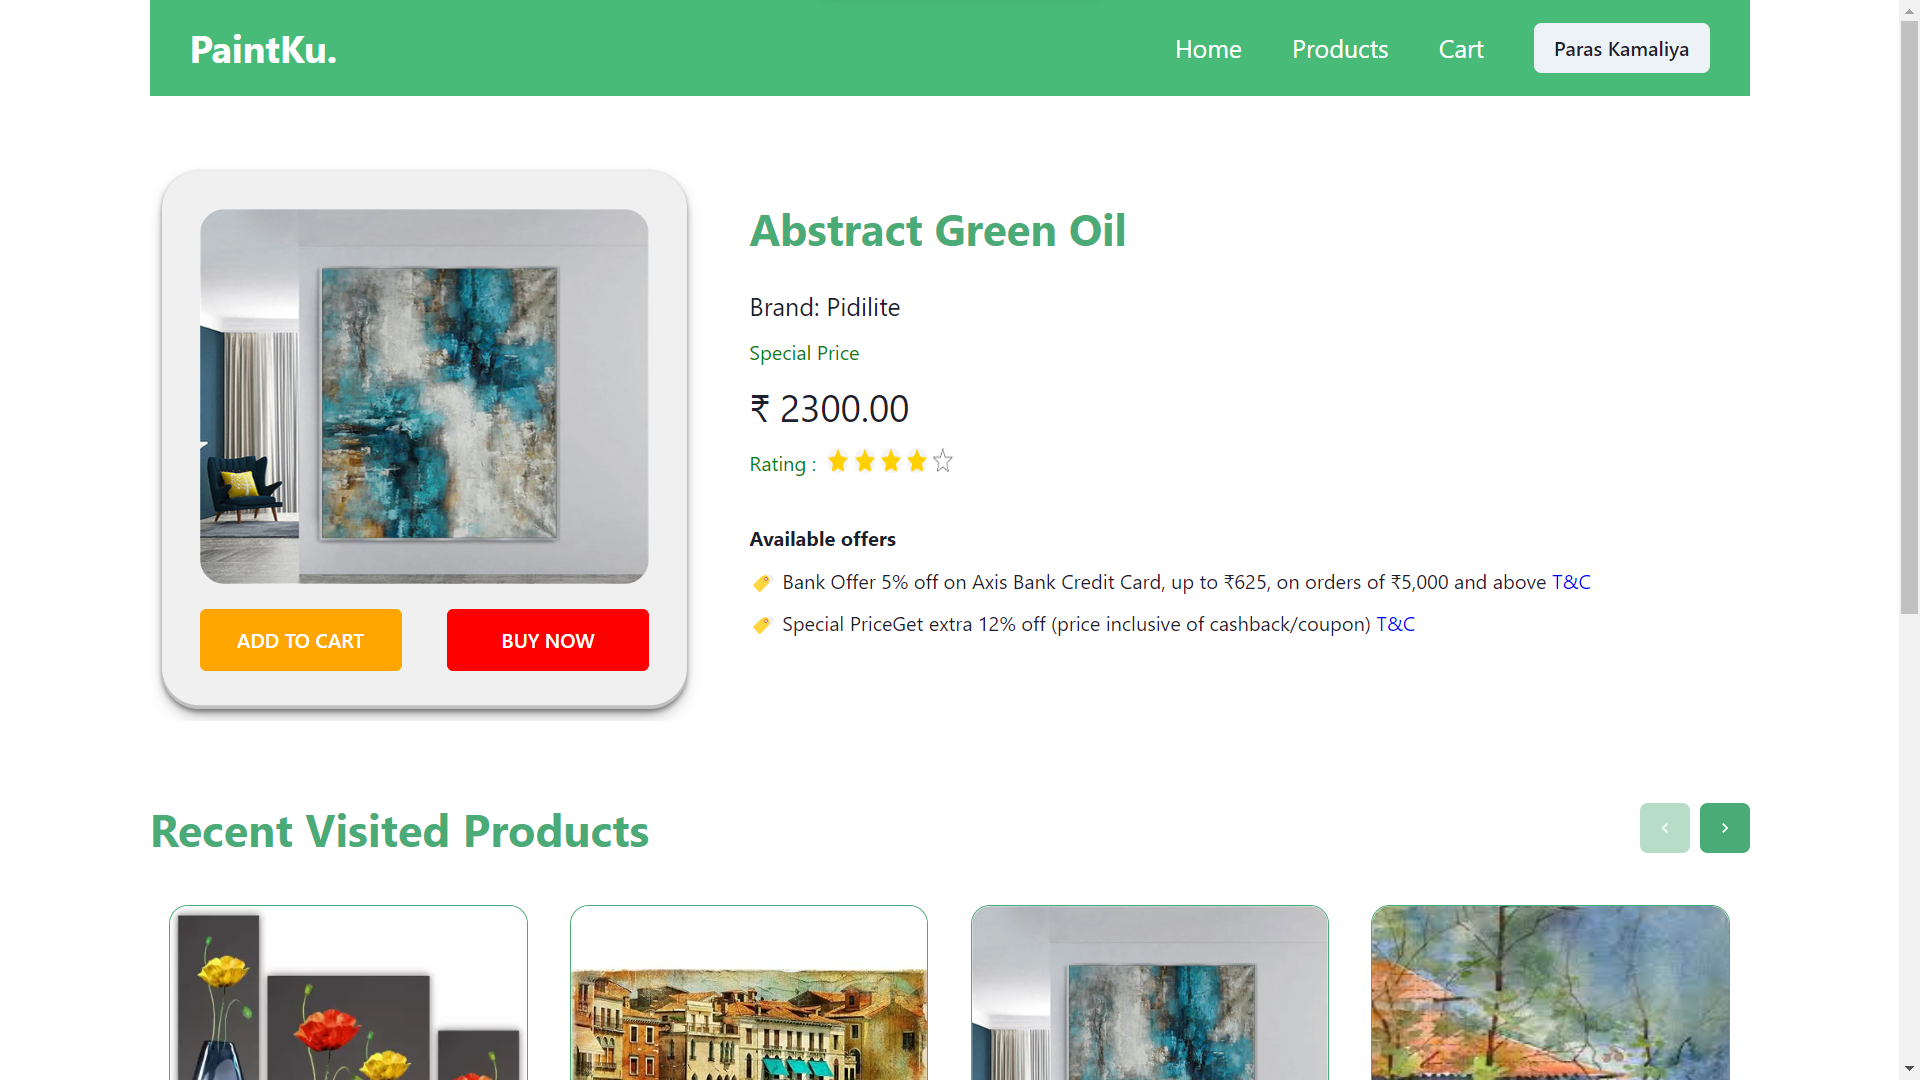 PaintKu.
Home
Products
Cart
Paras Kamaliya
Abstract Green Oil
Brand: Pidilite
Special Price
₹ 2300.00
Rating :
Available offers
Bank Offer 5% off on Axis Bank Credit Card, up to ₹625, on orders of ₹5,000 and above T&C
Special PriceGet extra 12% off (price inclusive of cashback/coupon) T&C
ADD TO CART
BUY NOW
Recent Visited Products